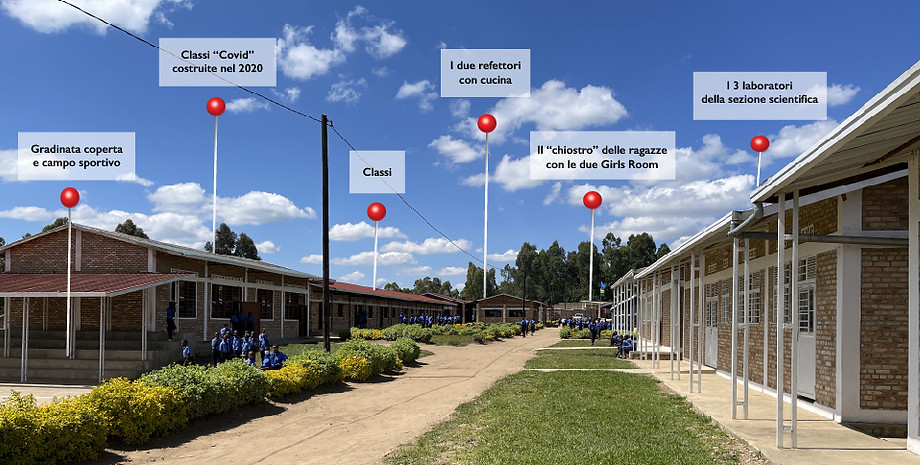 Classi “Covid”
costruite nel 2020
I due refettori
con cucina
I 3 laboratori
della sezione scientifica
Gradinata coperta
e campo sportivo
Classi
Il “chiostro” delle ragazze
con le due Girls Room